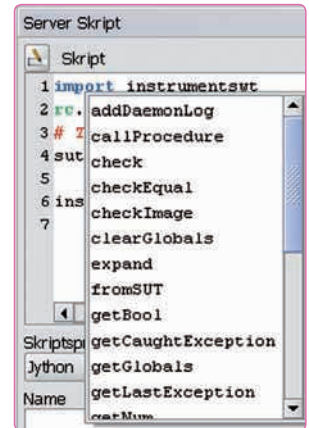 Server Skript
Skript
1 import instrumentswt
2 rc.
3 #
4 sut
5
6 ins
7
addDaemonLog
callProcedure
check
checkEqual
checkImage
clearGlobals
expand
fromSUT
getBool
getCaughtException
getGlobals
getLastException
getNum
Skriptsp
Jython
Name